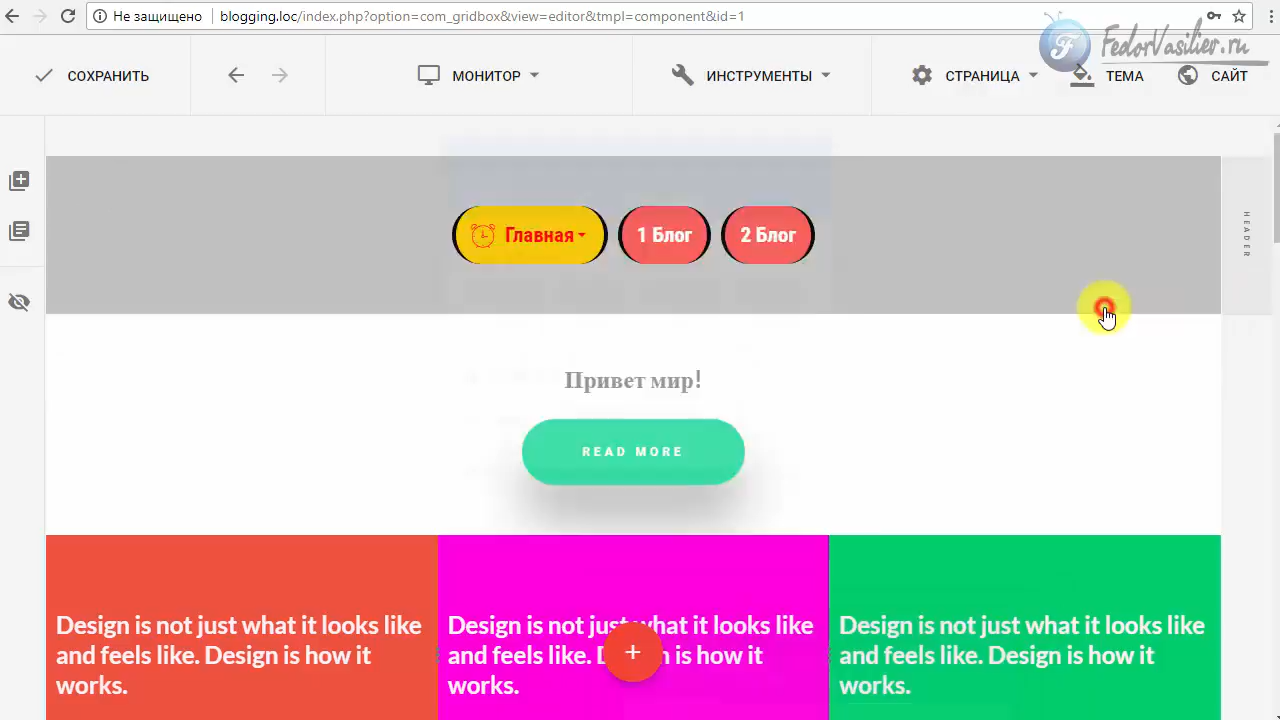 Не защищено
blogging.loc/index.php?option=com_gridbox&view=editor&tmpl=component&id=1
FedorVasilier.ru
СОХРАНИТЬ
МОНИТОР
ИНСТРУМЕНТЫ
СТРАНИЦА
ТЕМА
САЙТ
Главная
1 Блог
2 Блог
HEADER
Привет мир!
READ MORE
Design is not just what it looks like
and feels like. Design is how it
works.
Design is not just what it looks like
and feels like. Design is how it
works.
Design is not just what it looks like
and feels like. Design is how it
works.